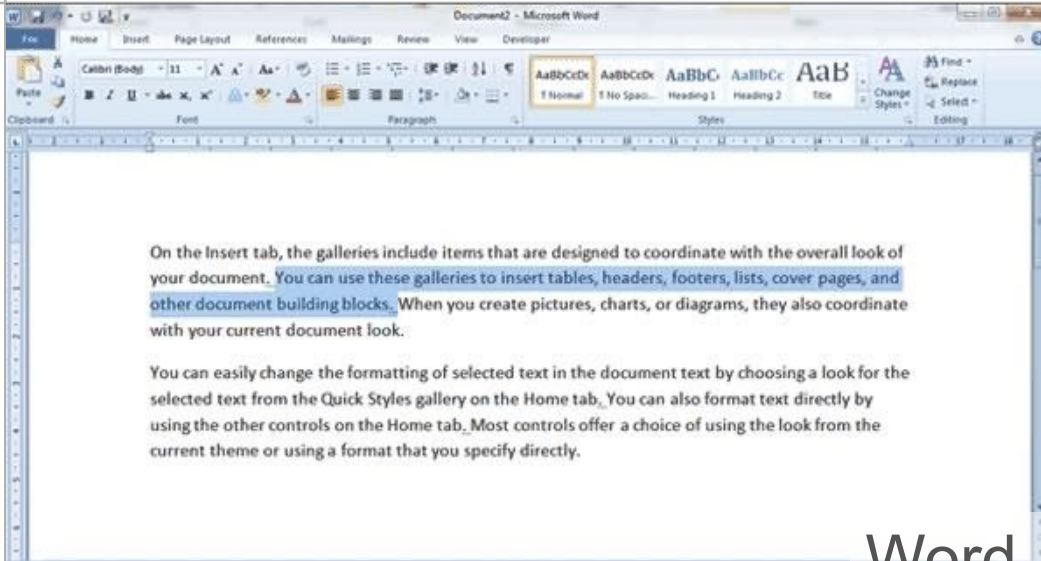 Document2 - Microsoft Word
File Home Insert Page Layout References Mailings Review View Developer
Calibri (Body) 11
Find
Replace
Select
Paste
Change Styles
AaBbCcDc AaBbCcDc AaBbC AaBbCc AaB
¶ Normal ¶ No Spaci... Heading 1 Heading 2 Title
Clipboard Font Paragraph Styles Editing
On the Insert tab, the galleries include items that are designed to coordinate with the overall look of
your document. You can use these galleries to insert tables, headers, footers, lists, cover pages, and
other document building blocks. When you create pictures, charts, or diagrams, they also coordinate
with your current document look.
You can easily change the formatting of selected text in the document text by choosing a look for the
selected text from the Quick Styles gallery on the Home tab. You can also format text directly by
using the other controls on the Home tab. Most controls offer a choice of using the look from the
current theme or using a format that you specify directly.
Word